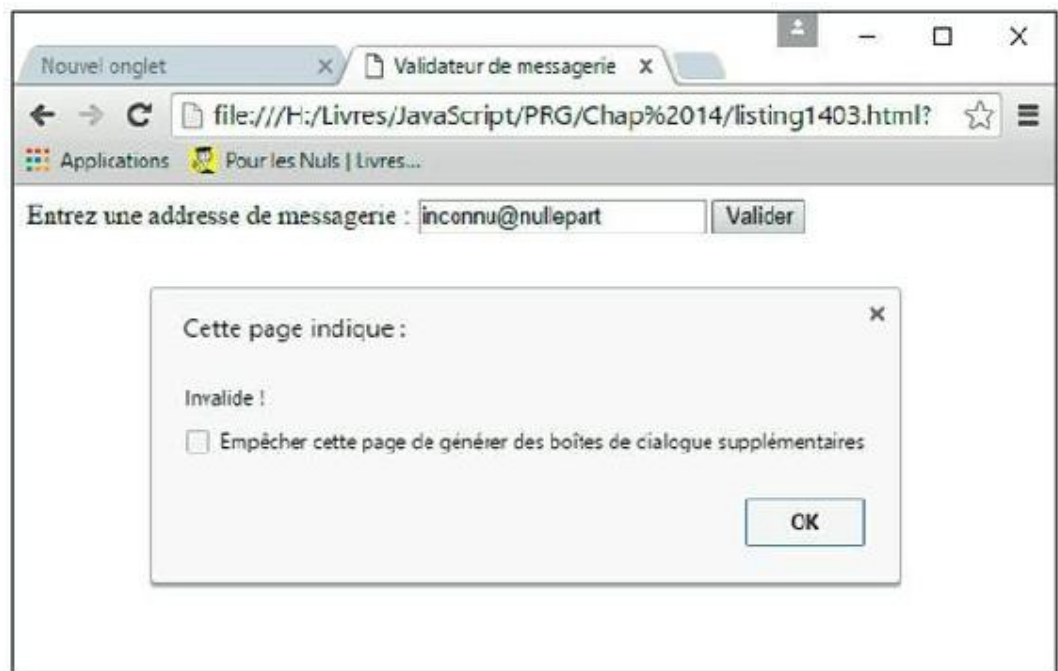 Nouvel onglet
Validateur de messagerie
file:///H:/Livres/JavaScript/PRG/Chap%2014/listing1403.html?
Applications Pour les Nuls | Livres...
Entrez une addresse de messagerie : inconnu@nullepart Valider
Cette page indique :
Invalide !
Empêcher cette page de générer des boîtes de dialogue supplémentaires
OK